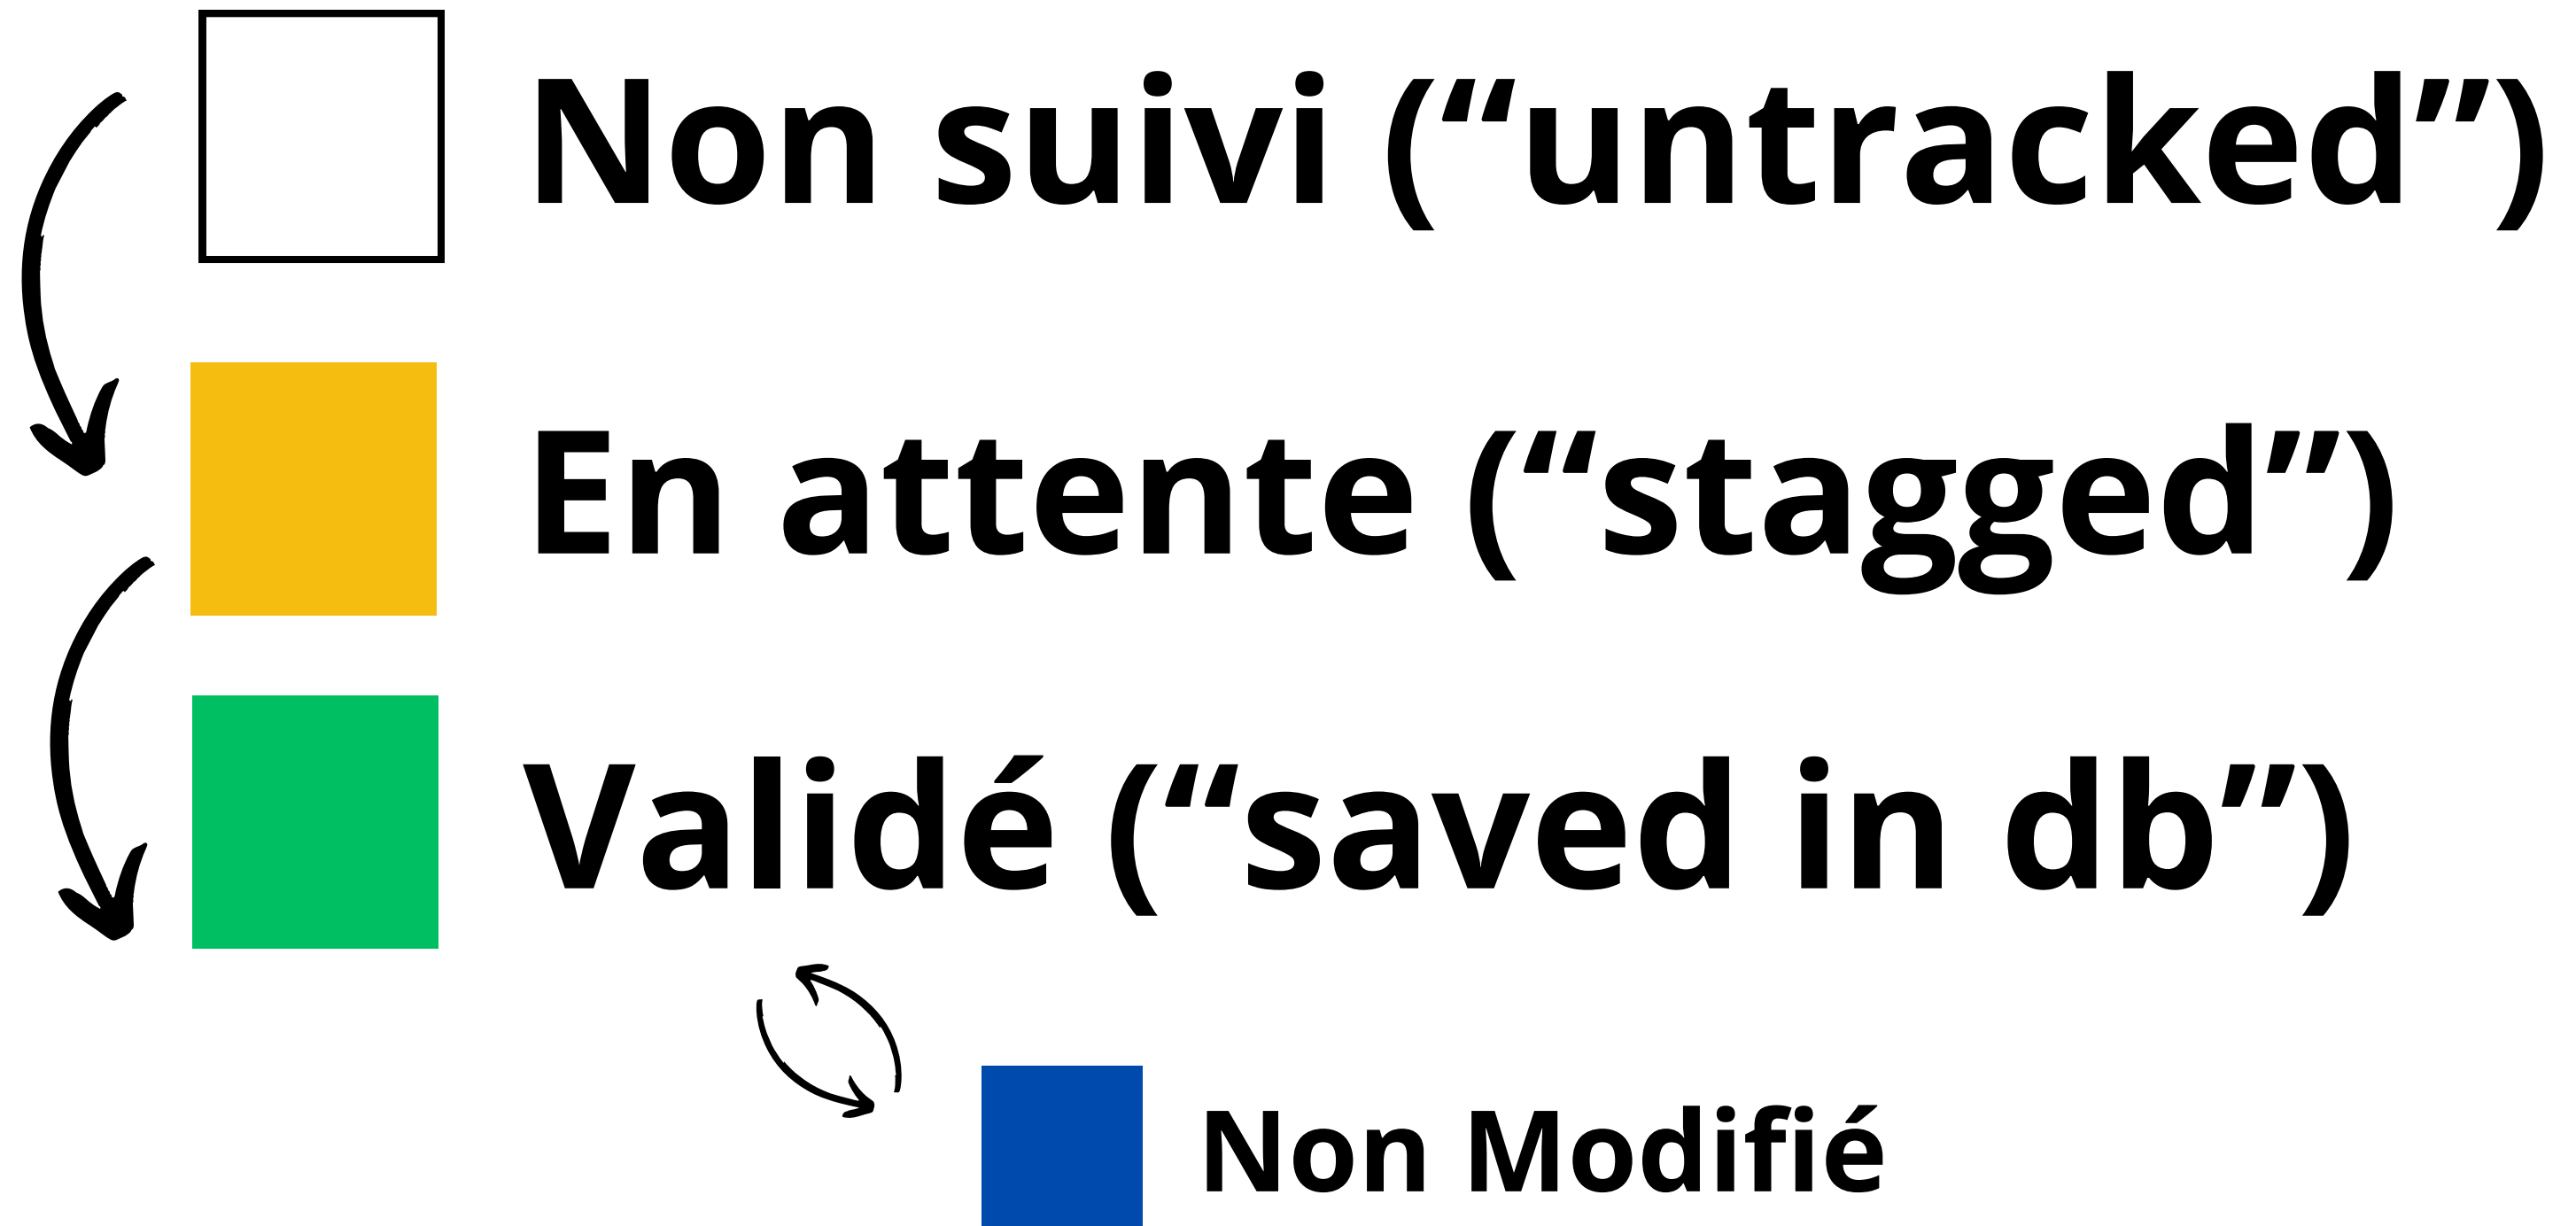 Non suivi (“untracked”)
En attente (“stagged”)
Validé (“saved in db”)
Non Modifié